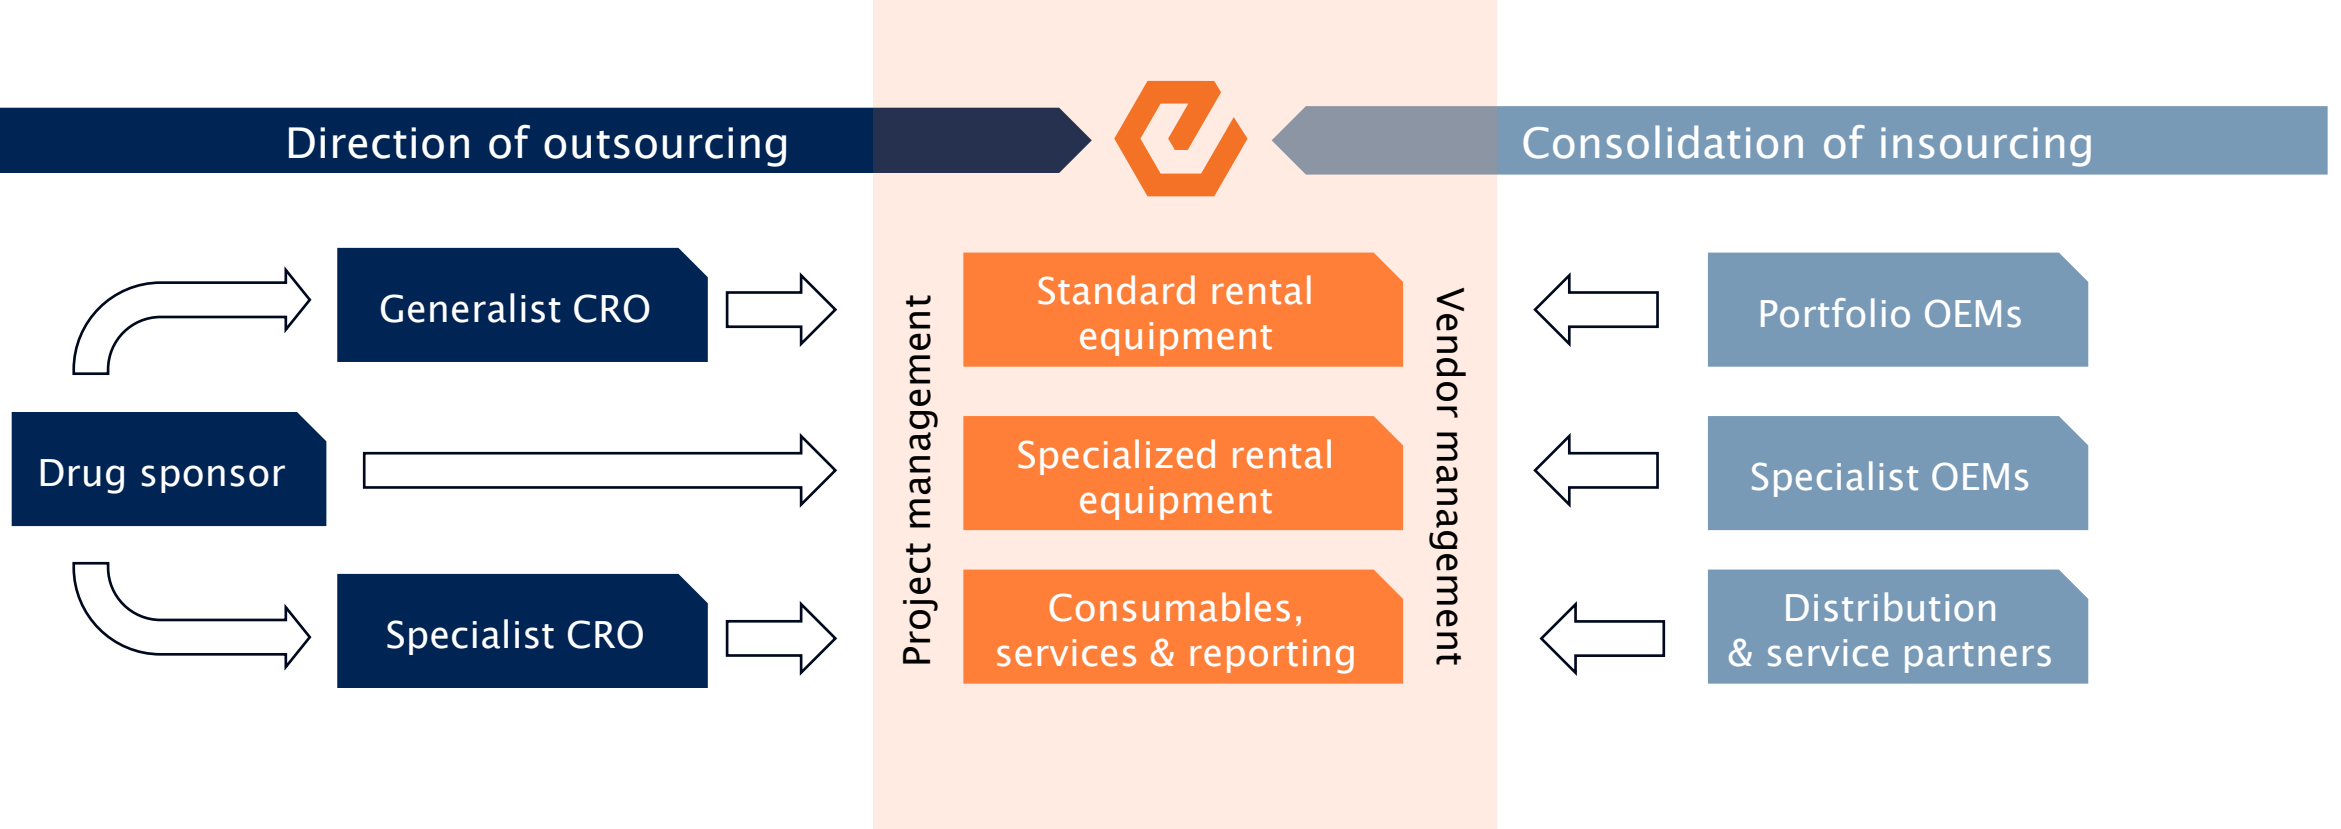 Direction of outsourcing
Consolidation of insourcing
Generalist CRO
Drug sponsor
Specialist CRO
Project management
Standard rental
equipment
Specialized rental
equipment
Consumables,
services & reporting
Vendor management
Portfolio OEMs
Specialist OEMs
Distribution
& service partners